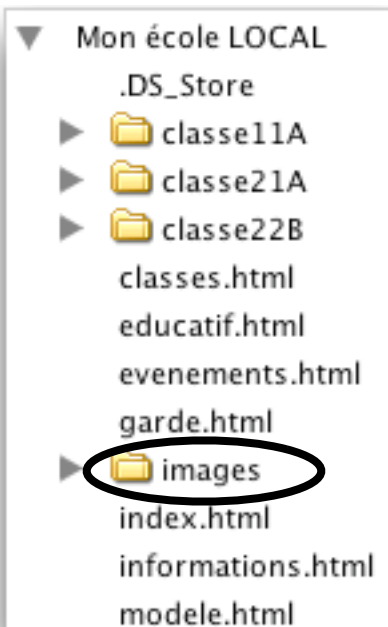 Mon école LOCAL
.DS_Store
classe11A
classe21A
classe22B
classes.html
educatif.html
evenements.html
garde.html
images
index.html
informations.html
modele.html